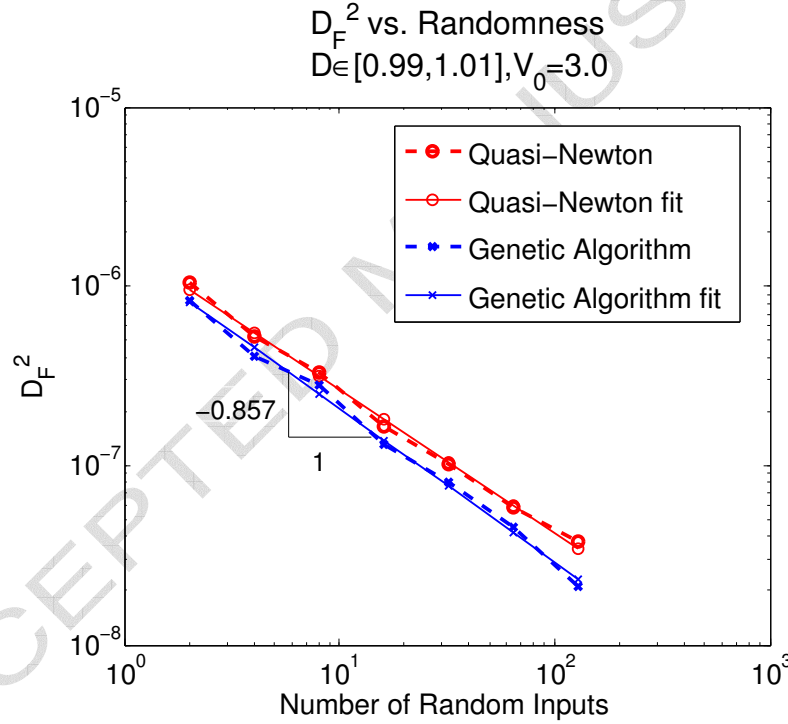 D_F^2 vs. Randomness
D∈[0.99,1.01],V_0=3.0
10^−5
10^−6
10^−7
10^−8
D_F^2
Quasi−Newton
Quasi−Newton fit
Genetic Algorithm
Genetic Algorithm fit
−0.857
1
10^0
10^1
10^2
10^3
Number of Random Inputs